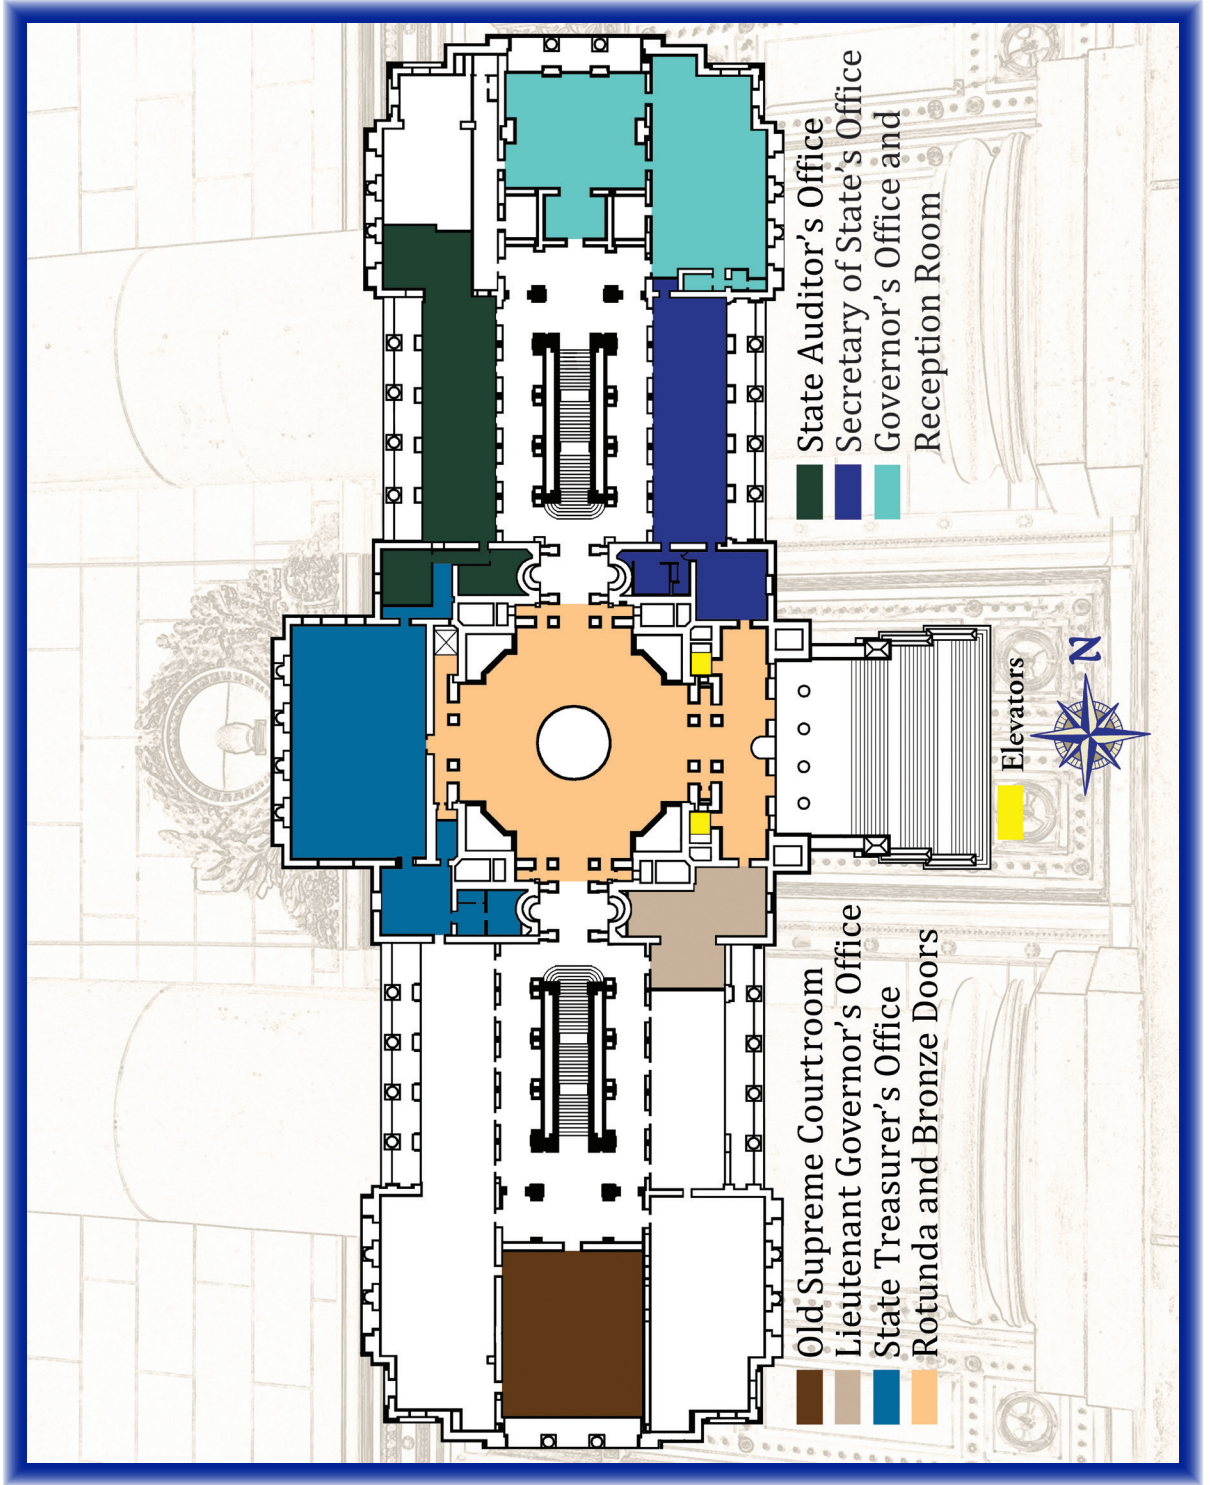 Old Supreme Courtroom
Lieutenant Governor's Office
State Treasurer's Office
Rotunda and Bronze Doors
Elevators
N
State Auditor's Office
Secretary of State's Office
Governor's Office and
Reception Room